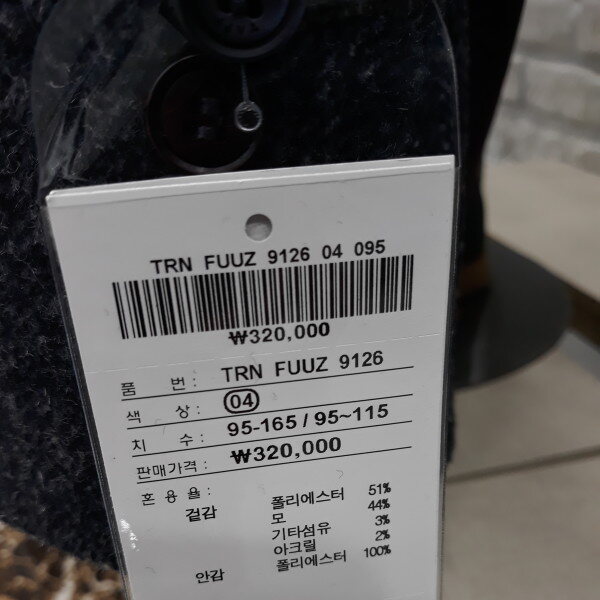 TRN FUUZ 9126 04 095
₩320,000
품 번 : TRN FUUZ 9126
색 상 : 04
치 수 : 95-165 / 95~115
판매가격 : ₩320,000
혼 용 율 :
겉감 폴리에스터 51%
모 44%
기타섬유 3%
아크릴 2%
안감 폴리에스터 100%